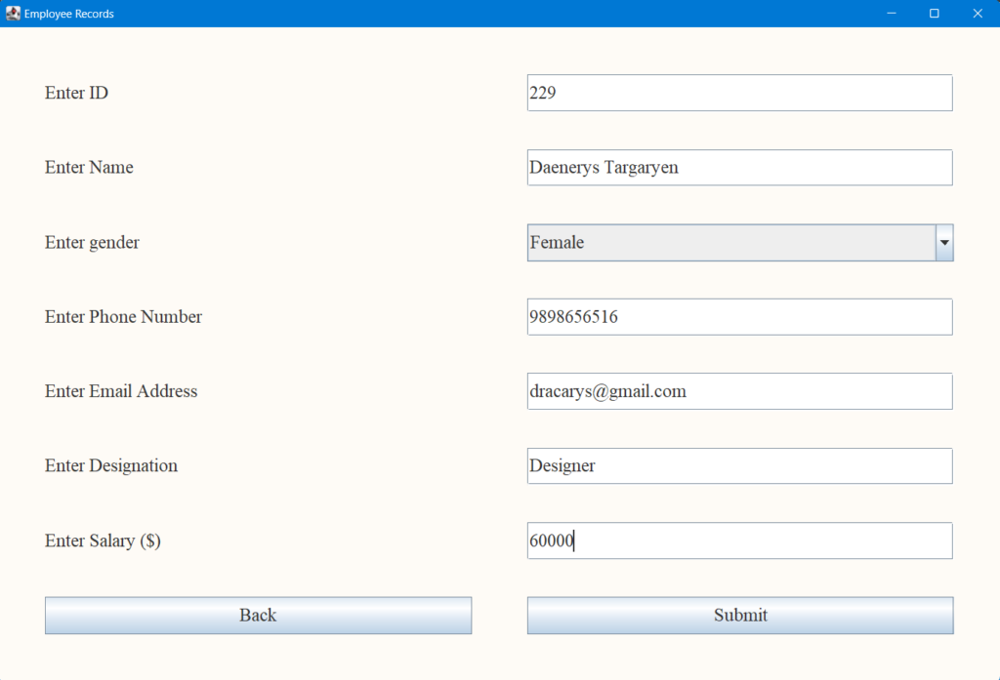 Employee Records
Enter ID 229
Enter Name Daenerys Targaryen
Enter gender Female
Enter Phone Number 9898656516
Enter Email Address dracarys@gmail.com
Enter Designation Designer
Enter Salary ($) 60000
Back Submit